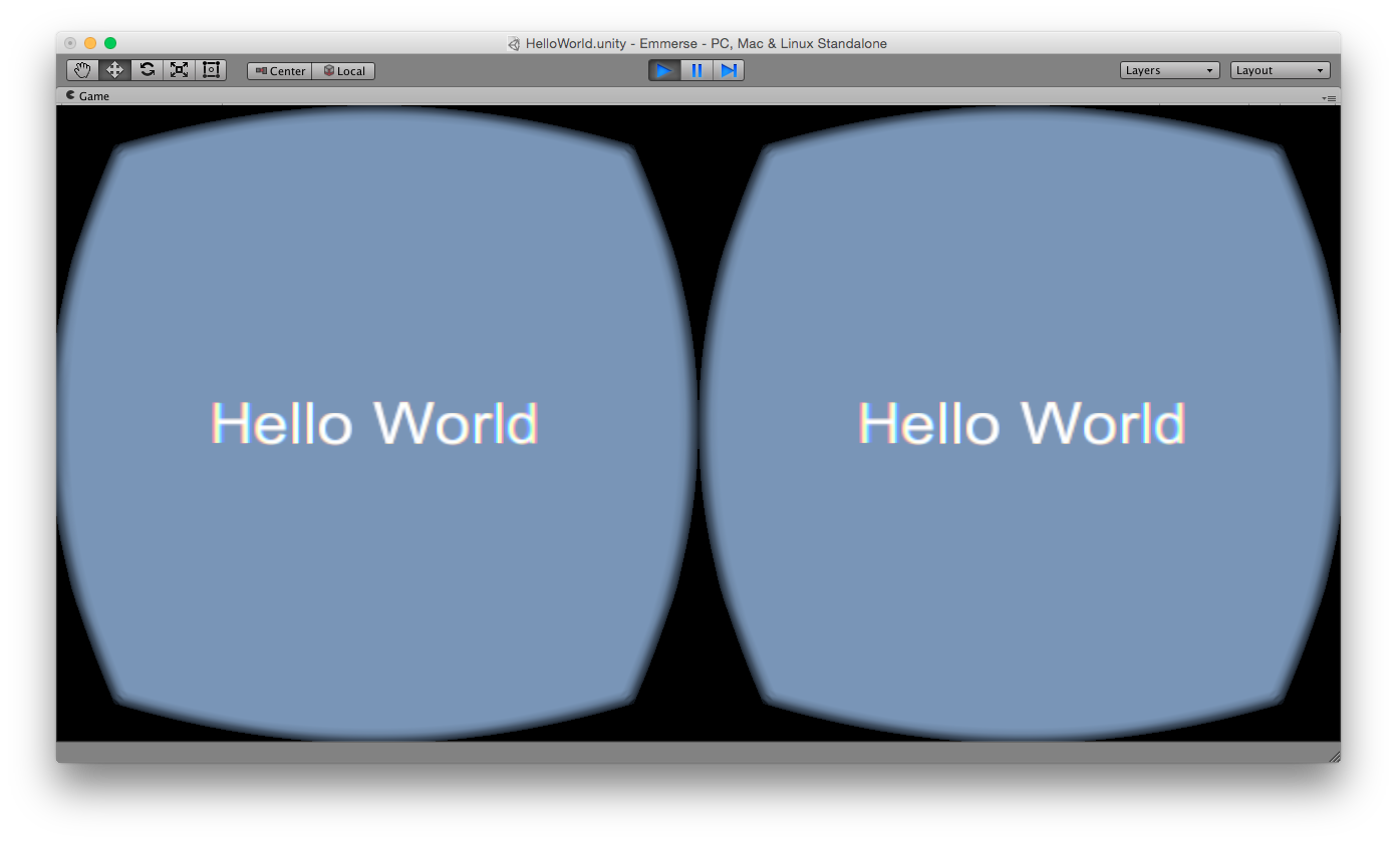 HelloWorld.unity - Emmerse - PC, Mac & Linux Standalone
Center Local Layers Layout
Game
Hello World Hello World